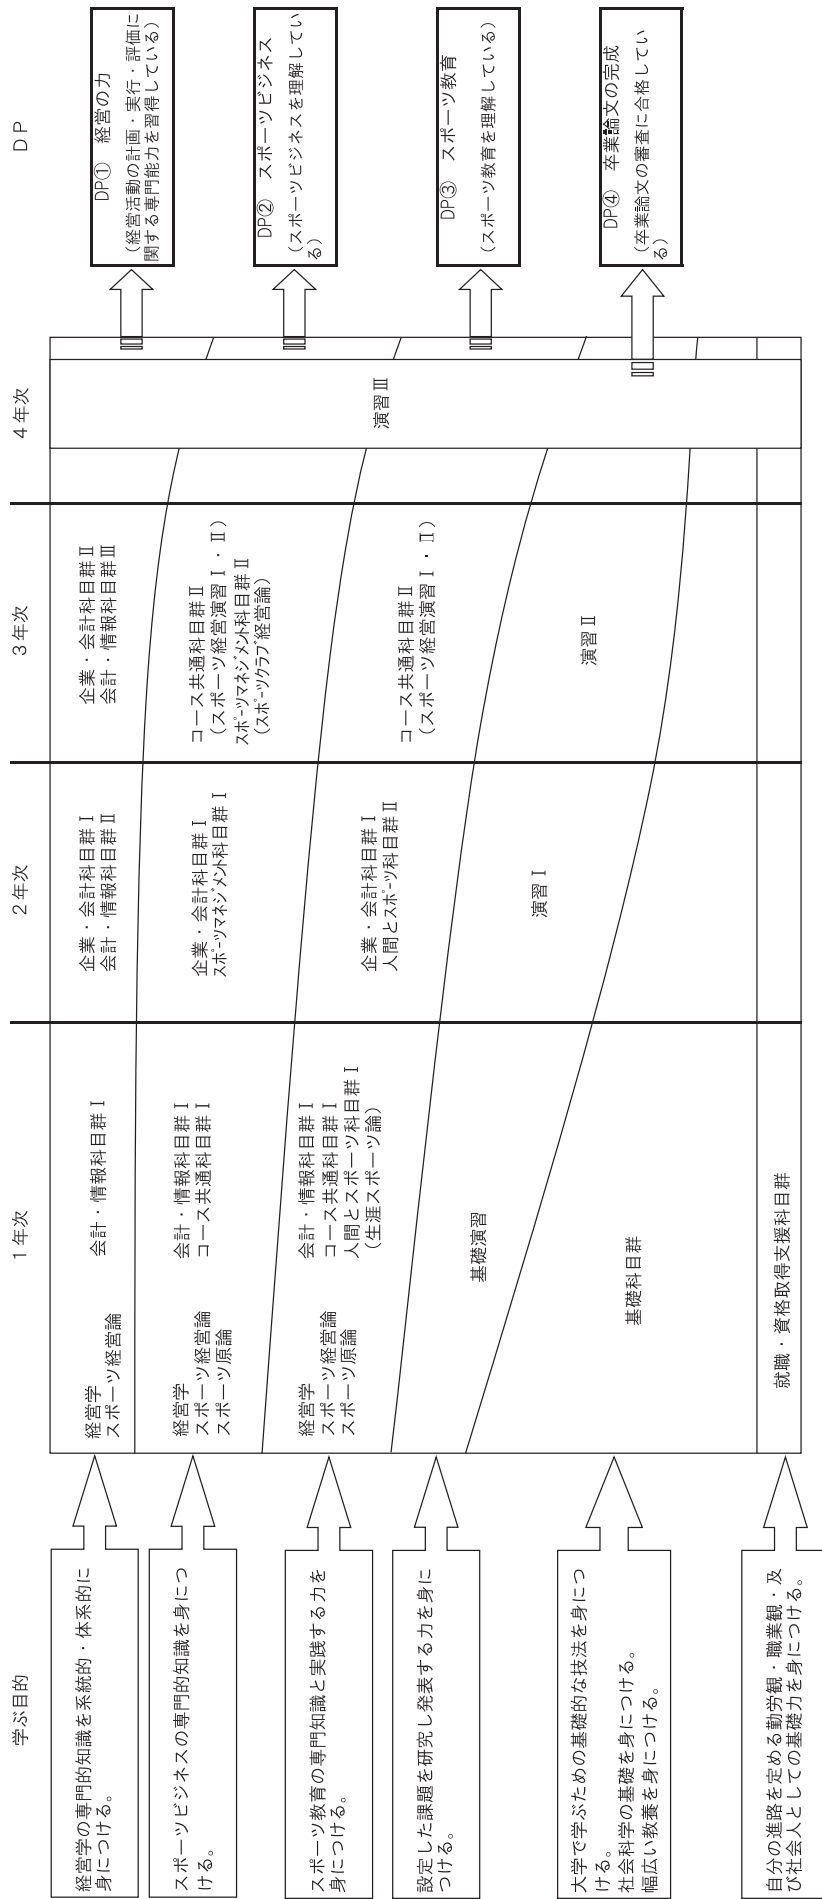 学ぶ目的
1年次
2年次
3年次
4年次
DP
経営学の専門的知識を系統的・体系的に
身につける。
経営学
スポーツ経営論
会計・情報科目群Ⅰ
企業・会計科目群Ⅰ
会計・情報科目群Ⅱ
企業・会計科目群Ⅱ
会計・情報科目群Ⅲ
DP① 経営の力
(経営活動の計画・実行・評価に
関する専門能力を習得している)
スポーツビジネスの専門的知識を身につ
ける。
経営学
スポーツ経営論
スポーツ原論
会計・情報科目群Ⅰ
コース共通科目群Ⅰ
企業・会計科目群Ⅰ
スポーツマネジメント科目群Ⅰ
コース共通科目群Ⅱ
(スポーツ経営演習Ⅰ・Ⅱ)
スポーツマネジメント科目群Ⅱ
(スポーツクラブ経営論)
DP② スポーツビジネス
(スポーツビジネスを理解してい
る)
スポーツ教育の専門知識と実践する力を
身につける。
経営学
スポーツ経営論
スポーツ原論
会計・情報科目群Ⅰ
コース共通科目群Ⅰ
人間とスポーツ科目群Ⅰ
(生涯スポーツ論)
企業・会計科目群Ⅰ
人間とスポーツ科目群Ⅱ
コース共通科目群Ⅱ
(スポーツ経営演習Ⅰ・Ⅱ)
DP③ スポーツ教育
(スポーツ教育を理解している)
設定した課題を研究し発表する力を身に
つける。
基礎演習
演習Ⅰ
演習Ⅱ
演習Ⅲ
DP④ 卒業論文の完成
(卒業論文の審査に合格してい
る)
大学で学ぶための基礎的な技法を身につ
ける。
社会科学の基礎を身につける。
幅広い教養を身につける。
基礎科目群
自分の進路を定める勤労観・職業観・及
び社会人としての基礎力を身につける。
就職・資格取得支援科目群